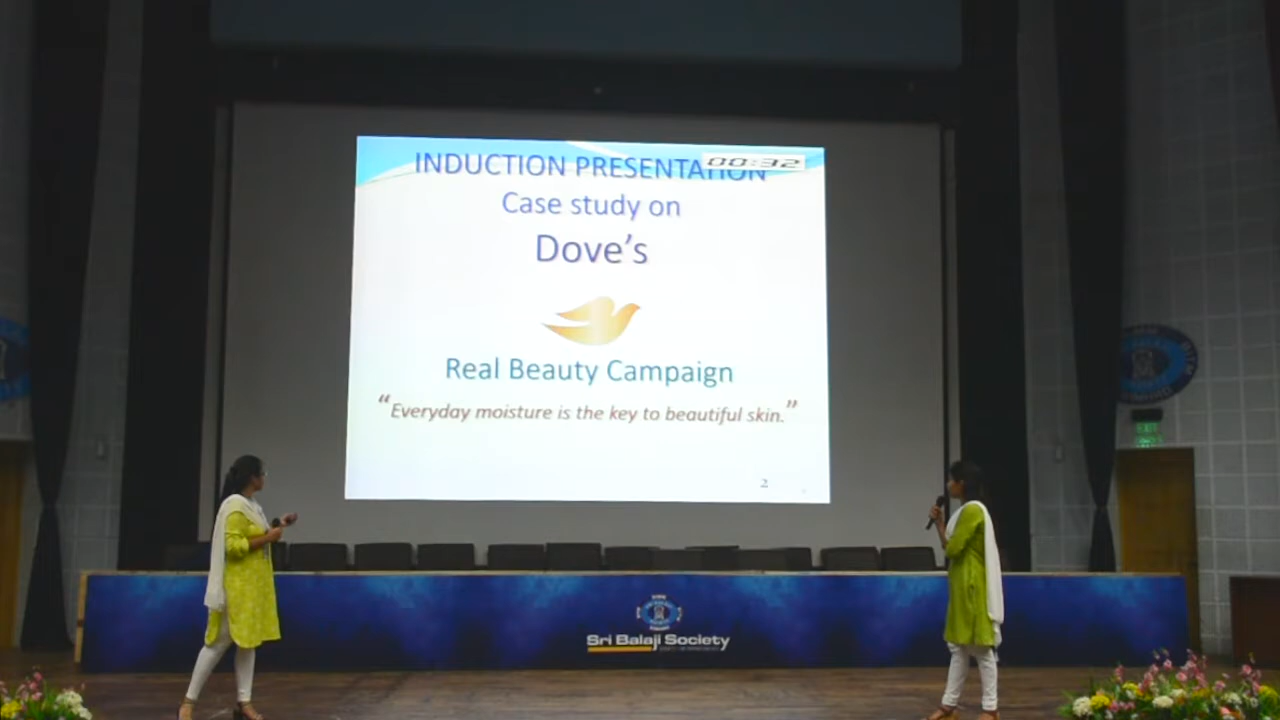 INDUCTION PRESENTATION
00:32
Case study on
Dove's
Real Beauty Campaign
“Everyday moisture is the key to beautiful skin.”
2
EXIT
Sri Balaji Society